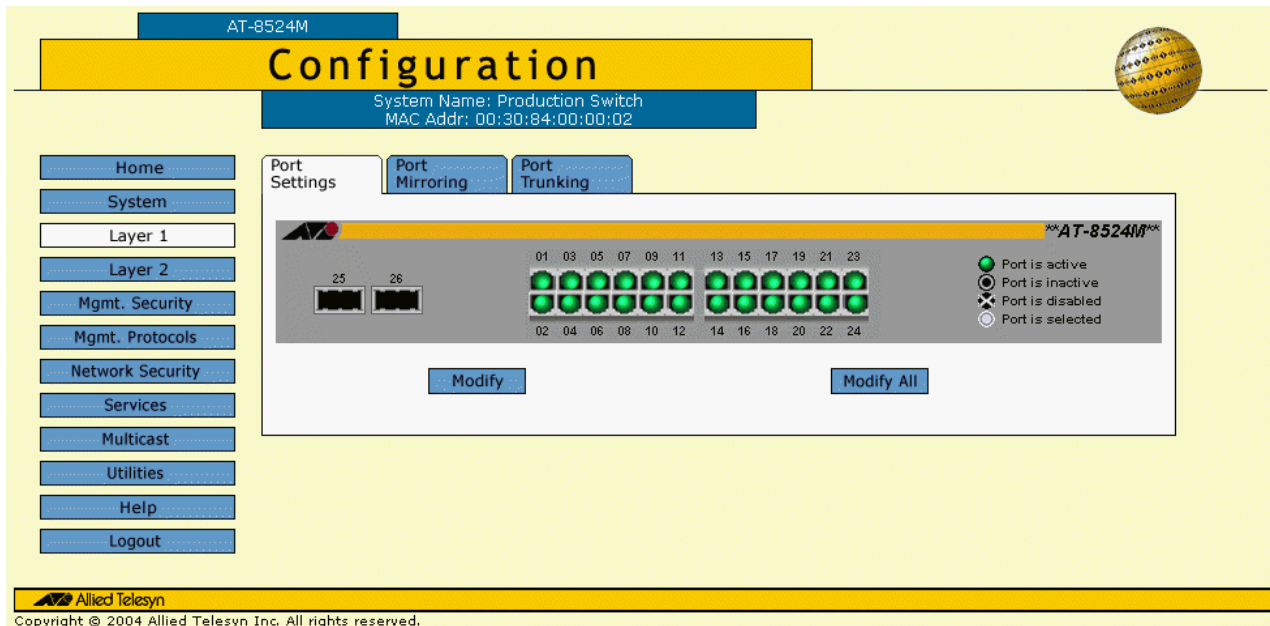 AT-8524M
Configuration
System Name: Production Switch
MAC Addr: 00:30:84:00:00:02
Home
System
Layer 1
Layer 2
Mgmt. Security
Mgmt. Protocols
Network Security
Services
Multicast
Utilities
Help
Logout
Port Settings
Port Mirroring
Port Trunking
**AT-8524M**
25 26
01 03 05 07 09 11 13 15 17 19 21 23
02 04 06 08 10 12 14 16 18 20 22 24
Port is active
Port is inactive
Port is disabled
Port is selected
Modify
Modify All
Allied Telesyn
Copyright © 2004 Allied Telesyn Inc. All rights reserved.